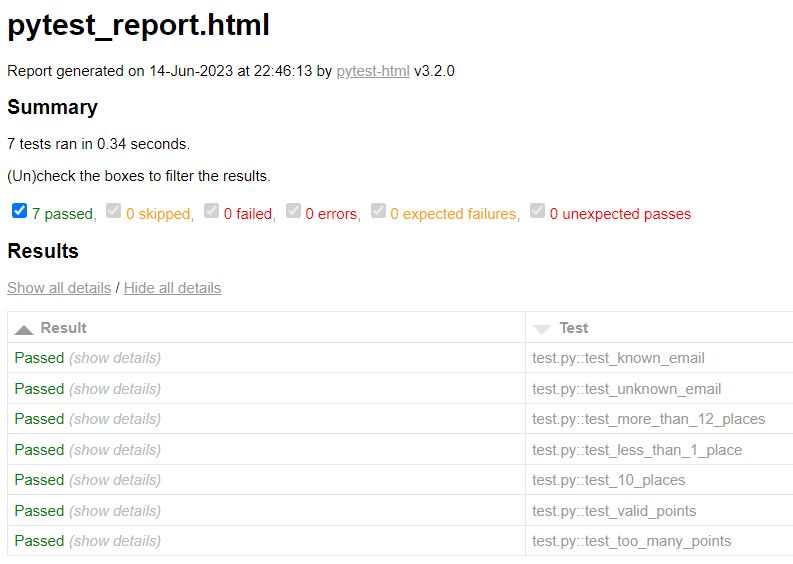 pytest_report.html
Report generated on 14-Jun-2023 at 22:46:13 by pytest-html v3.2.0
Summary
7 tests ran in 0.34 seconds.
(Un)check the boxes to filter the results.
7 passed, 0 skipped, 0 failed, 0 errors, 0 expected failures, 0 unexpected passes
Results
Show all details / Hide all details
Result Test
Passed (show details) test.py::test_known_email
Passed (show details) test.py::test_unknown_email
Passed (show details) test.py::test_more_than_12_places
Passed (show details) test.py::test_less_than_1_place
Passed (show details) test.py::test_10_places
Passed (show details) test.py::test_valid_points
Passed (show details) test.py::test_too_many_points